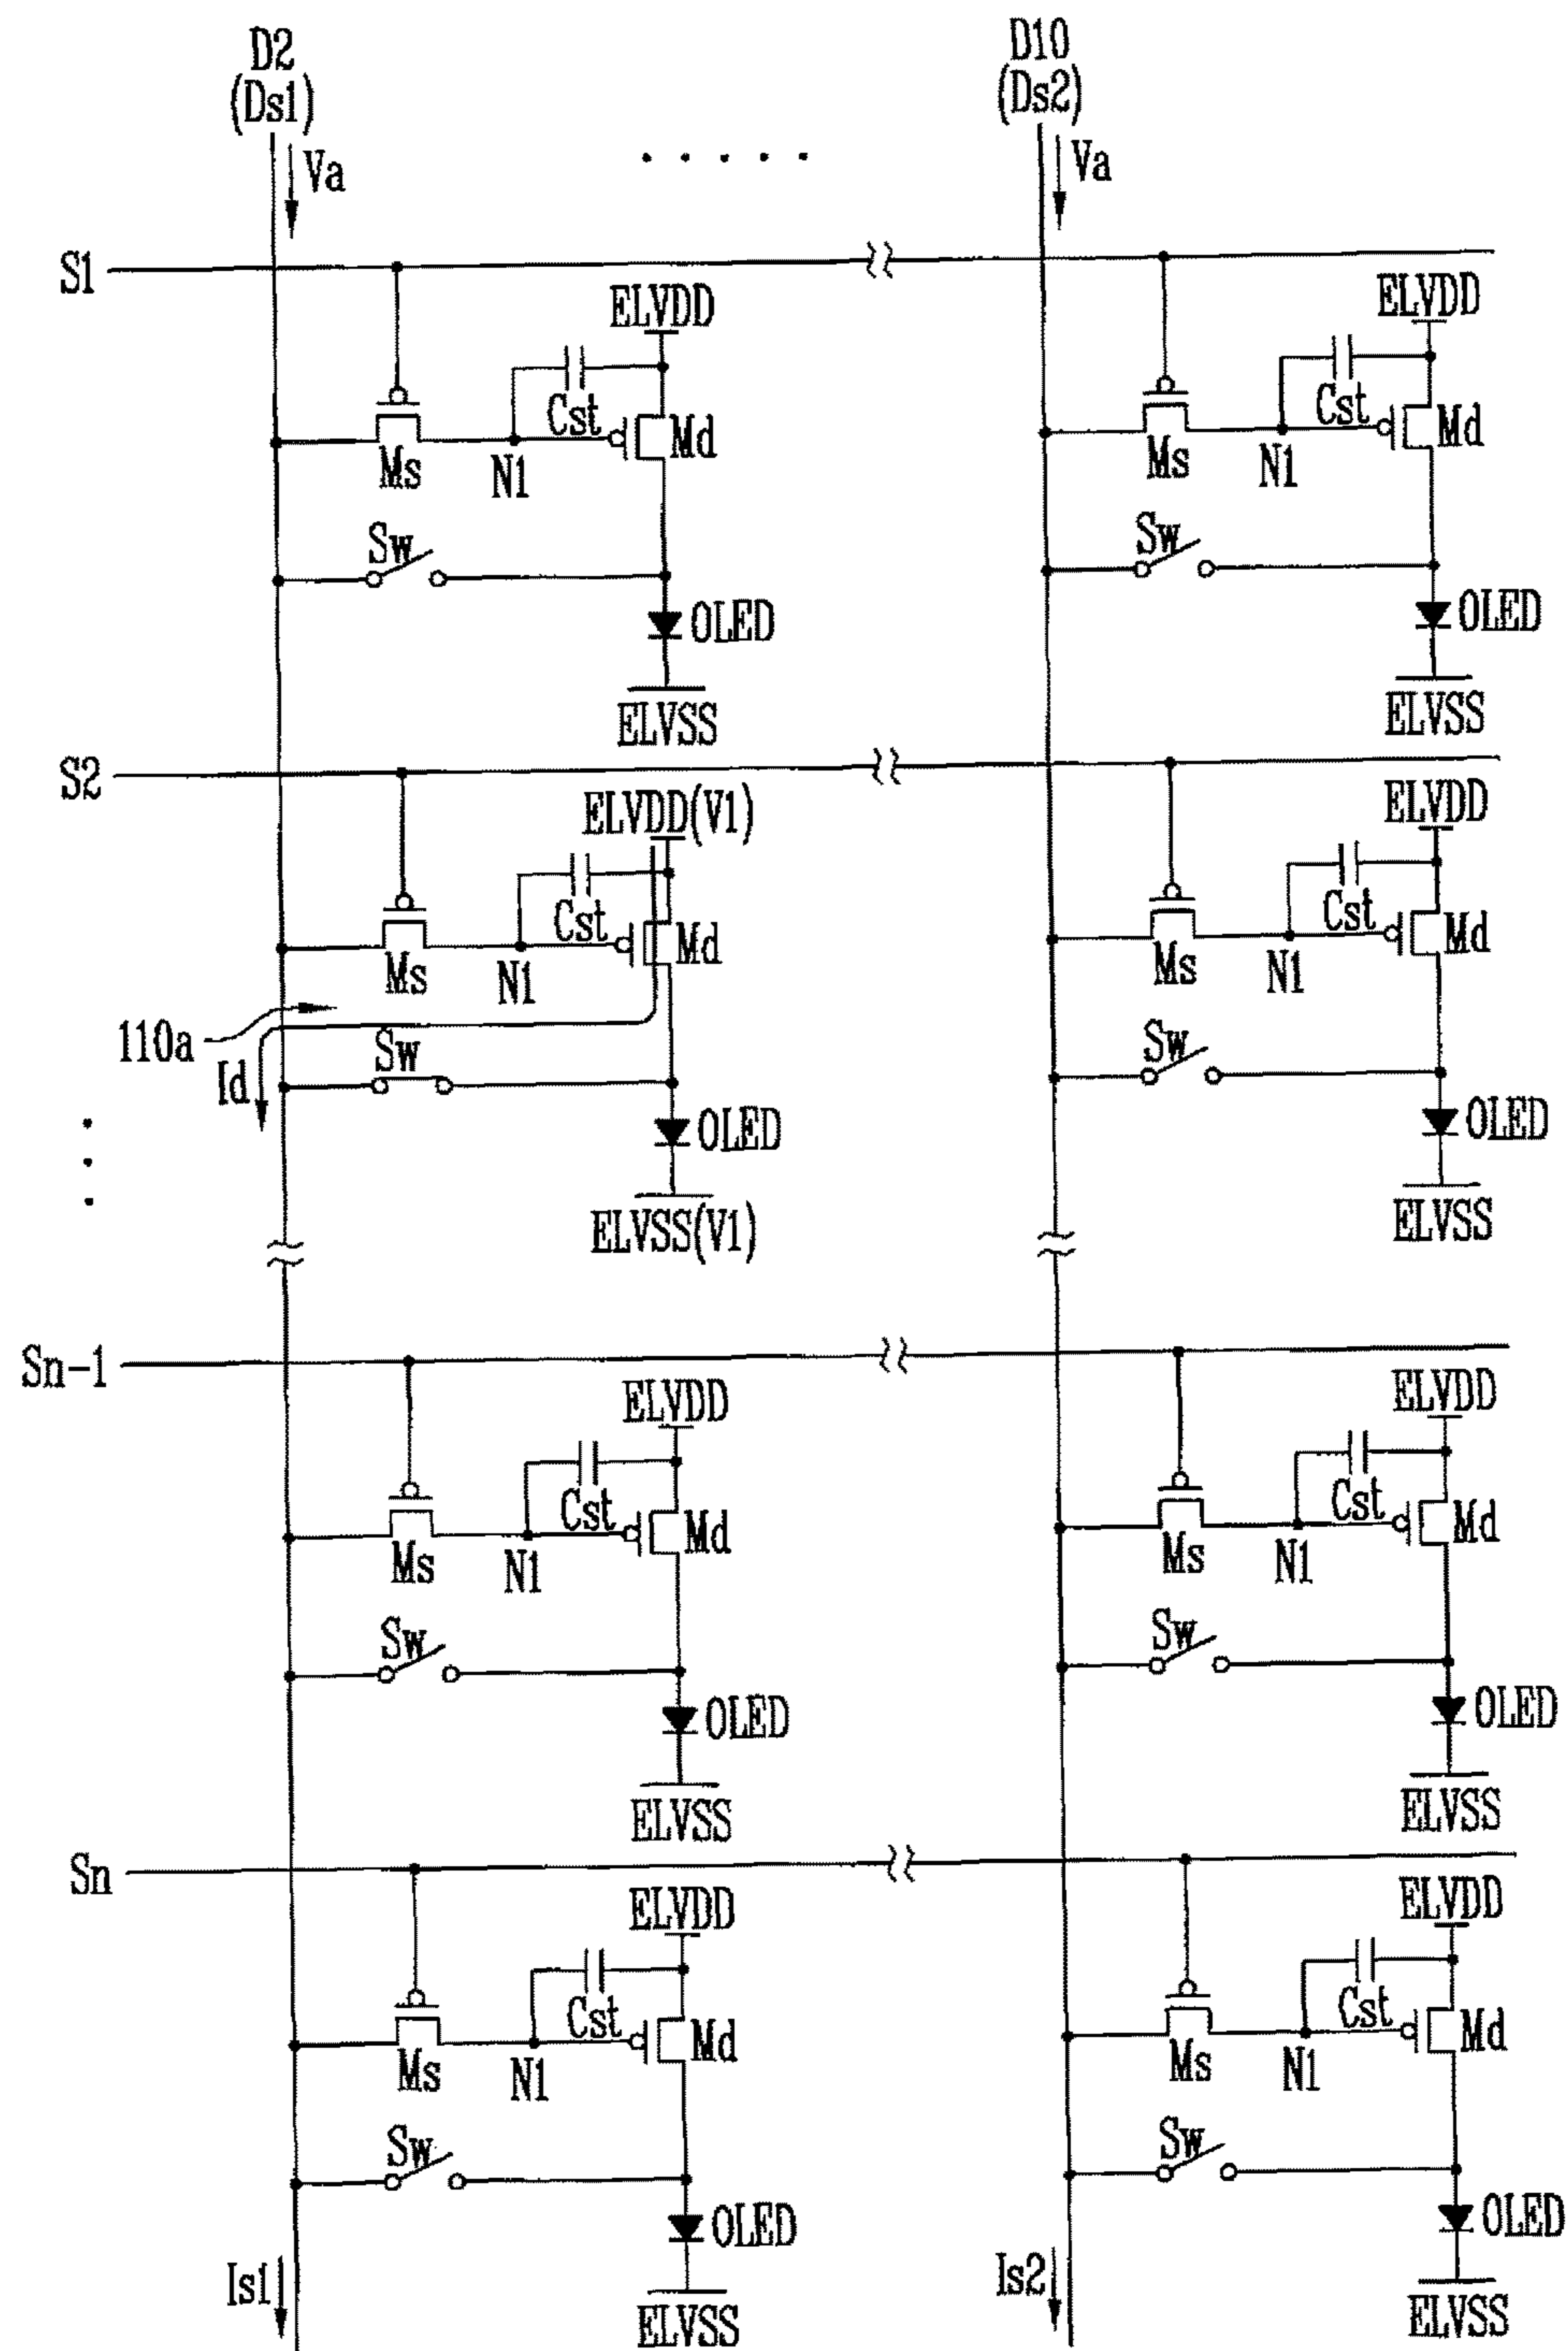 D2 D10
(Ds1) (Ds2)
Va Va
S1
ELVDD ELVDD
Cst Md Cst Md
Ms N1 Ms N1
Sw Sw
OLED OLED
ELVSS ELVSS
S2
ELVDD(V1) ELVDD
Cst Md Cst Md
Ms N1 Ms N1
110a
Id Sw Sw
OLED OLED
ELVSS(V1) ELVSS
Sn-1
ELVDD ELVDD
Cst Md Cst Md
Ms N1 Ms N1
Sw Sw
OLED OLED
ELVSS ELVSS
Sn
ELVDD ELVDD
Cst Md Cst Md
Ms N1 Ms N1
Sw Sw
OLED OLED
Is1 Is2
ELVSS ELVSS